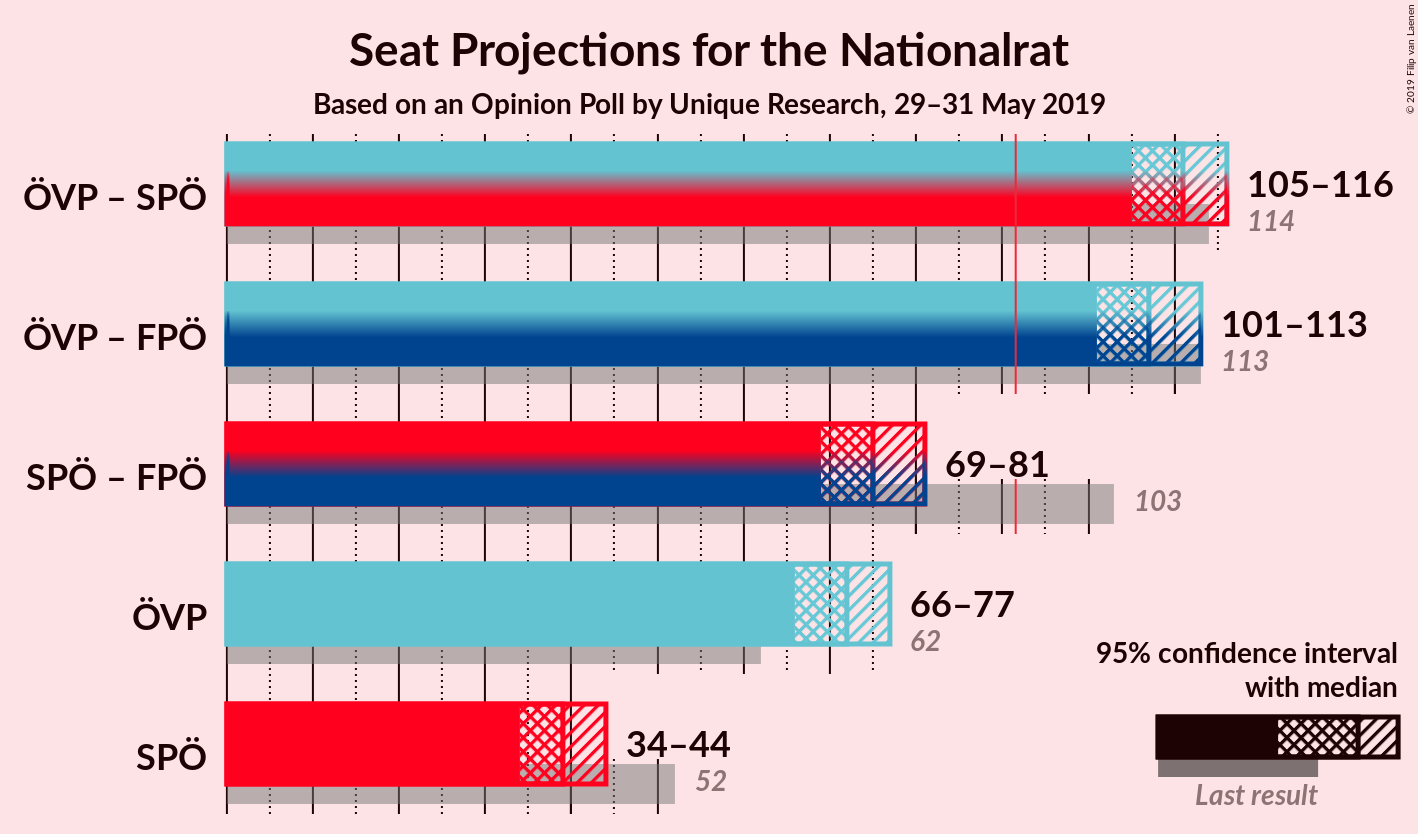 Seat Projections for the Nationalrat
Based on an Opinion Poll by Unique Research, 29–31 May 2019
© 2019 Filip van Laenen
ÖVP – SPÖ
105–116
114
ÖVP – FPÖ
101–113
113
SPÖ – FPÖ
69–81
103
ÖVP
66–77
62
SPÖ
34–44
52
95% confidence interval
with median
Last result